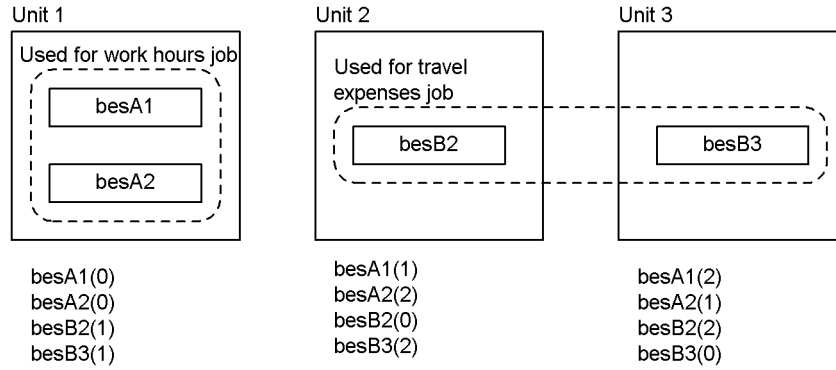 Unit 1
Used for work hours job
besA1
besA2
besA1(0)
besA2(0)
besB2(1)
besB3(1)
Unit 2
Used for travel
expenses job
besB2
besA1(1)
besA2(2)
besB2(0)
besB3(2)
Unit 3
besB3
besA1(2)
besA2(1)
besB2(2)
besB3(0)